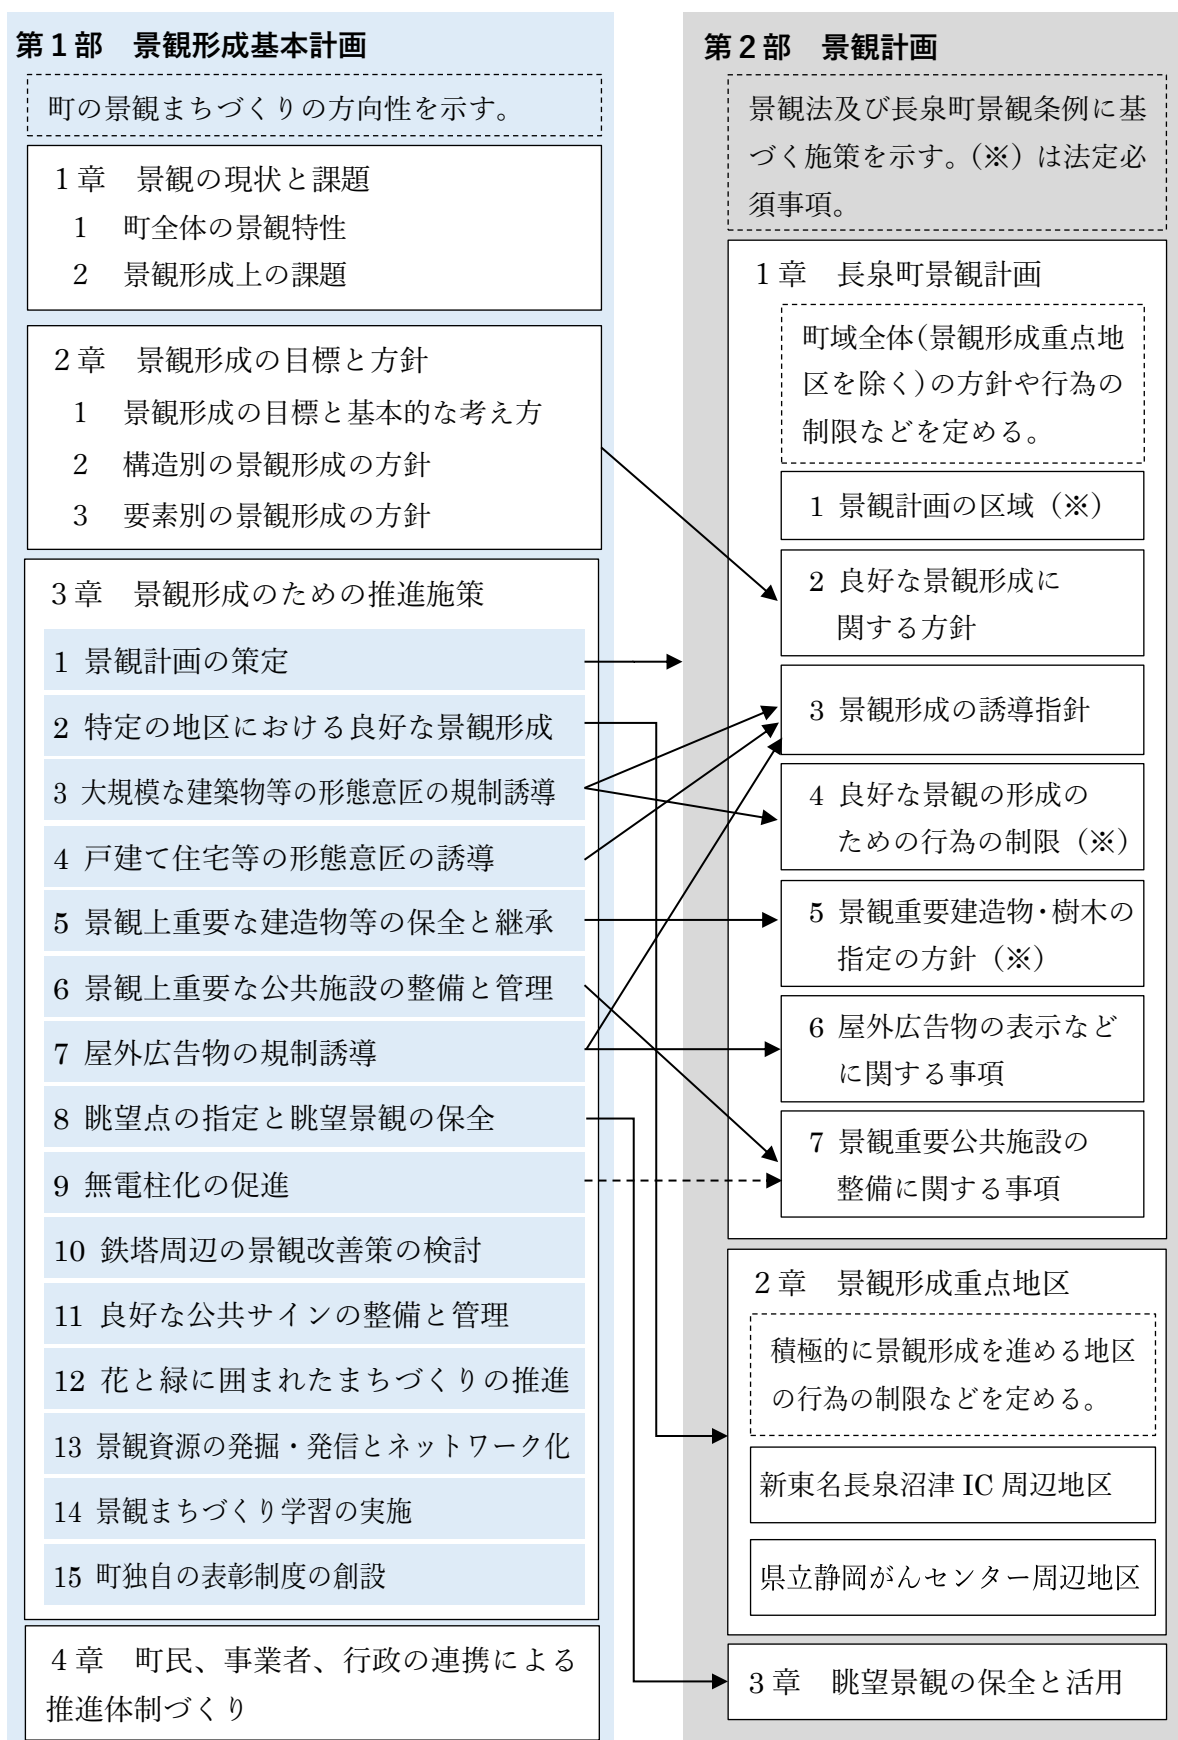 第1部　景観形成基本計画
町の景観まちづくりの方向性を示す。
1章　景観の現状と課題
1　町全体の景観特性
2　景観形成上の課題
2章　景観形成の目標と方針
1　景観形成の目標と基本的な考え方
2　構造別の景観形成の方針
3　要素別の景観形成の方針
3章　景観形成のための推進施策
1 景観計画の策定
2 特定の地区における良好な景観形成
3 大規模な建築物等の形態意匠の規制誘導
4 戸建て住宅等の形態意匠の誘導
5 景観上重要な建造物等の保全と継承
6 景観上重要な公共施設の整備と管理
7 屋外広告物の規制誘導
8 眺望点の指定と眺望景観の保全
9 無電柱化の促進
10 鉄塔周辺の景観改善策の検討
11 良好な公共サインの整備と管理
12 花と緑に囲まれたまちづくりの推進
13 景観資源の発掘・発信とネットワーク化
14 景観まちづくり学習の実施
15 町独自の表彰制度の創設
4章　町民、事業者、行政の連携による
推進体制づくり
第2部　景観計画
景観法及び長泉町景観条例に基
づく施策を示す。（※）は法定必
須事項。
1章　長泉町景観計画
町域全体（景観形成重点地
区を除く）の方針や行為の
制限などを定める。
1 景観計画の区域（※）
2 良好な景観形成に
関する方針
3 景観形成の誘導指針
4 良好な景観の形成の
ための行為の制限（※）
5 景観重要建造物・樹木の
指定の方針（※）
6 屋外広告物の表示など
に関する事項
7 景観重要公共施設の
整備に関する事項
2章　景観形成重点地区
積極的に景観形成を進める地区
の行為の制限などを定める。
新東名長泉沼津 IC 周辺地区
県立静岡がんセンター周辺地区
3章　眺望景観の保全と活用